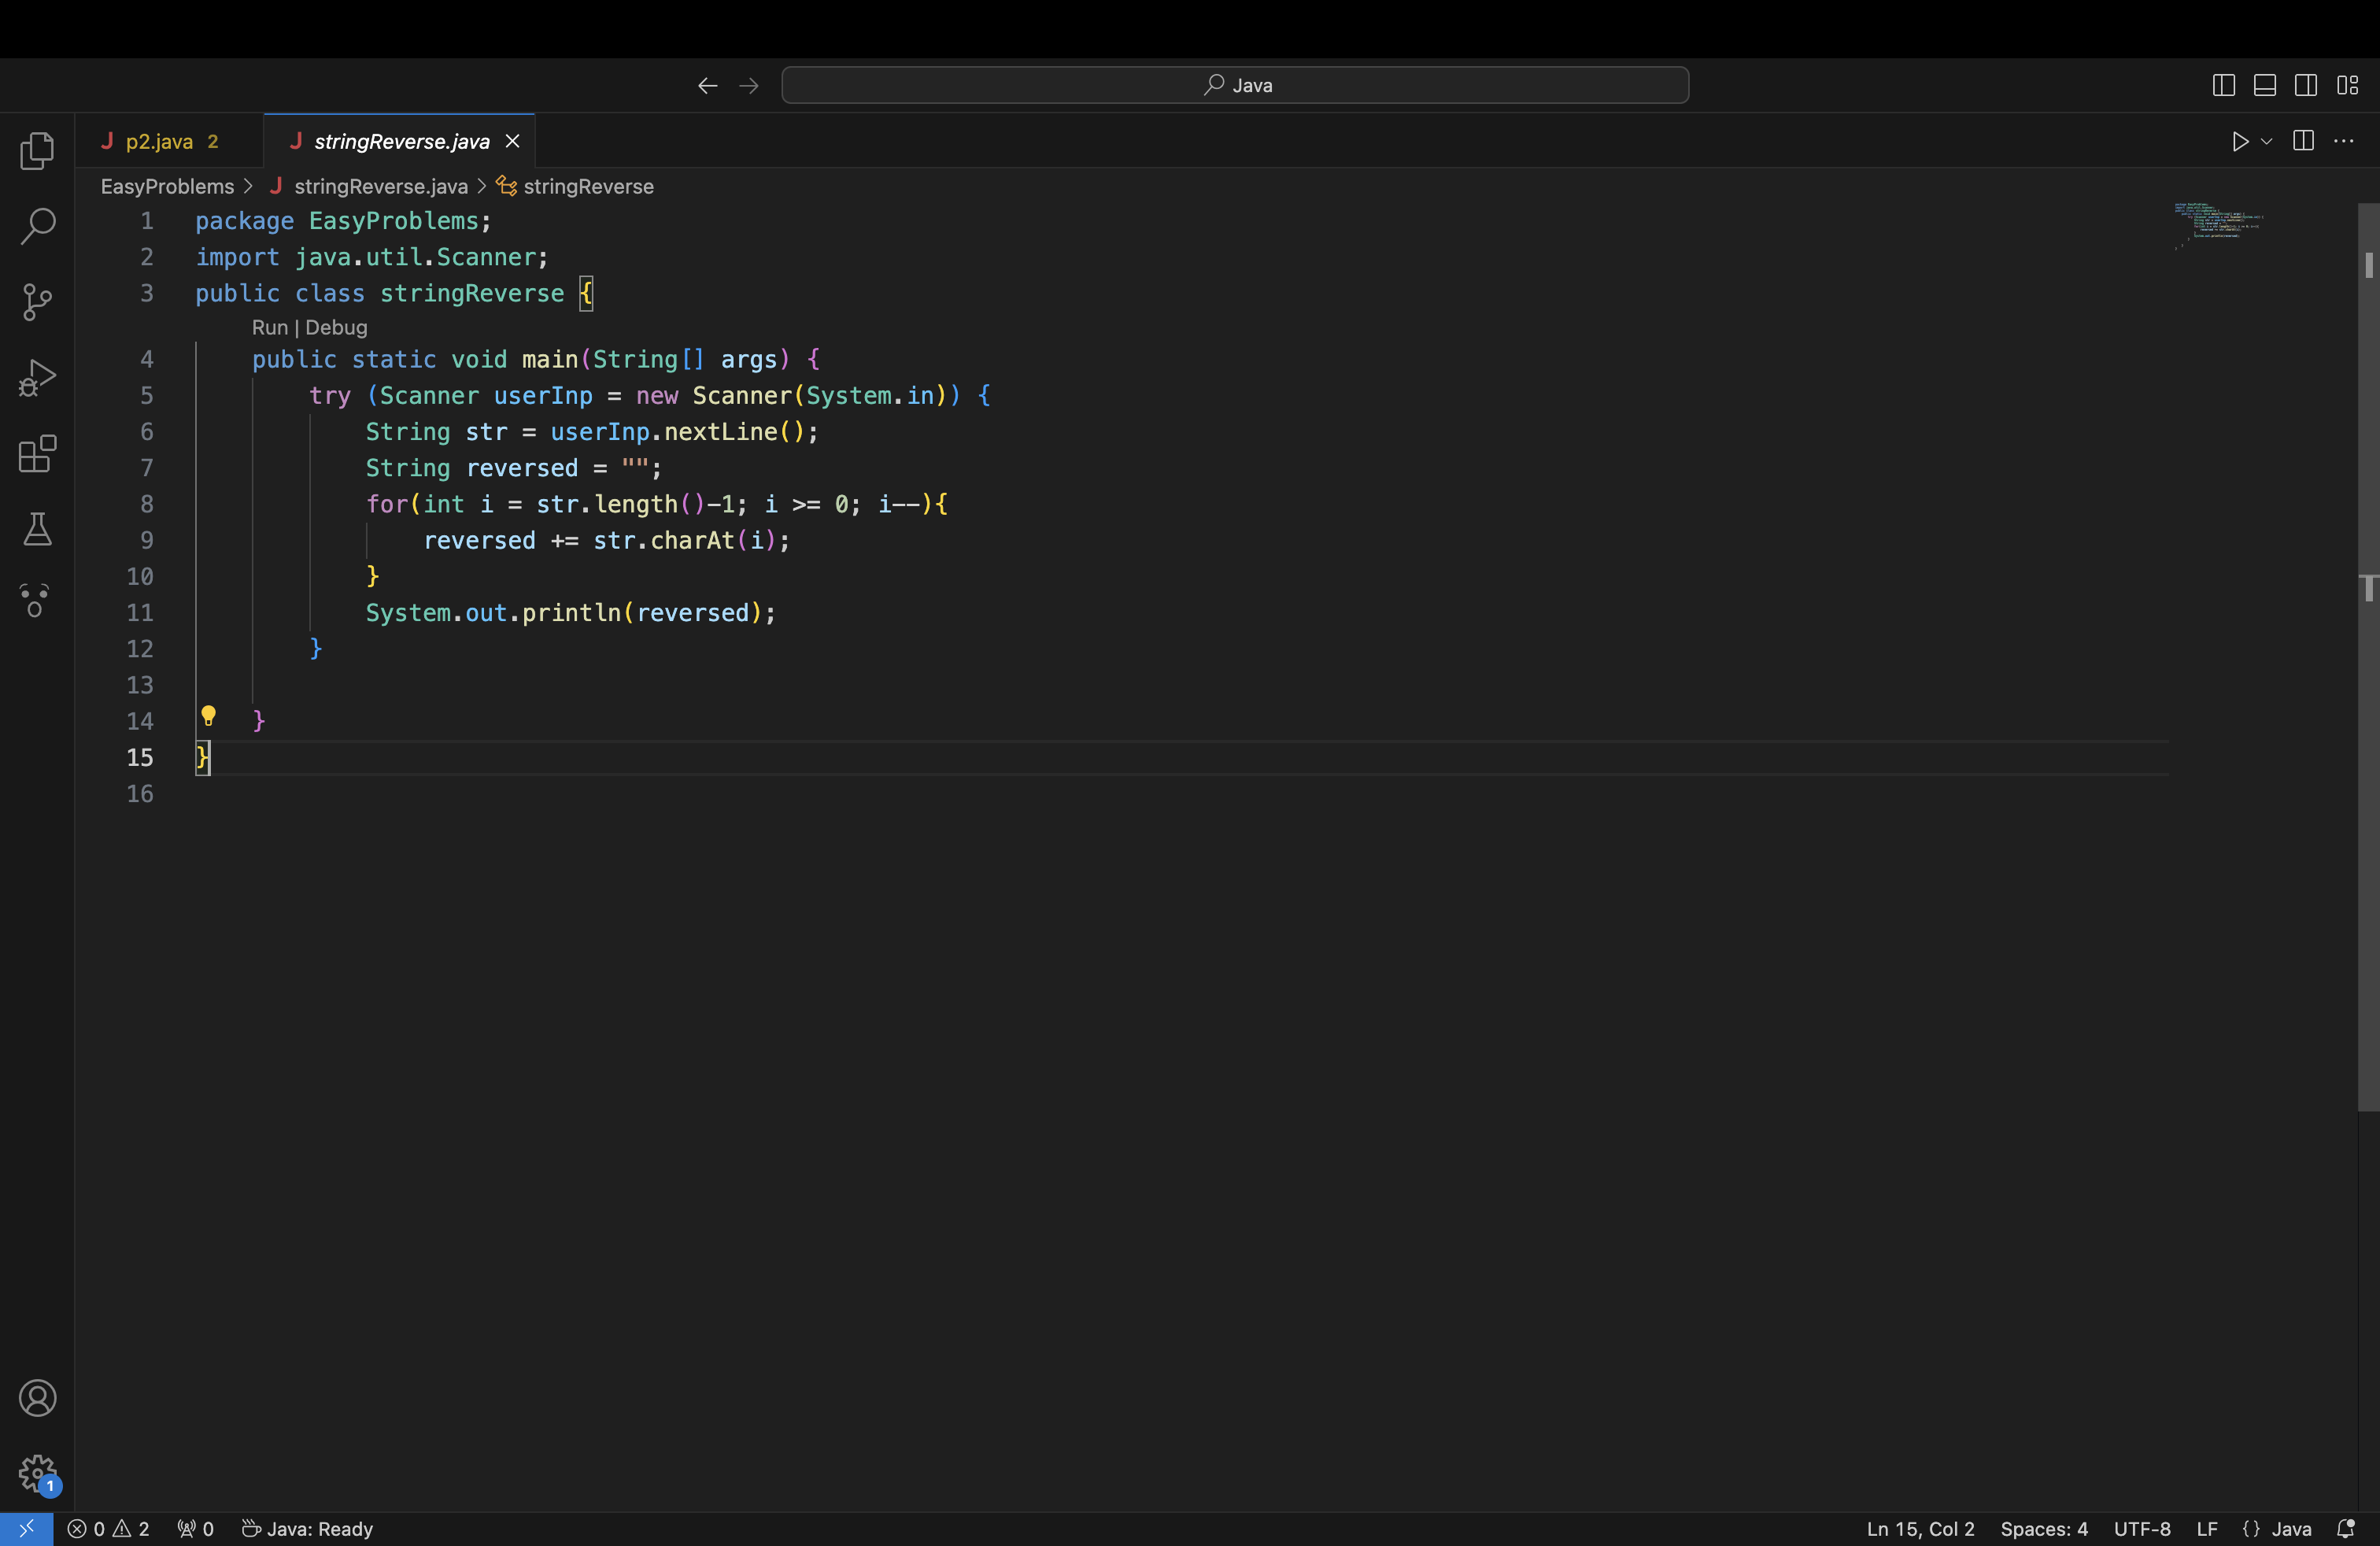 Java
J p2.java 2 J stringReverse.java
EasyProblems > J stringReverse.java > stringReverse
1 package EasyProblems;
2 import java.util.Scanner;
3 public class stringReverse {
Run | Debug
4 public static void main(String[] args) {
5 try (Scanner userInp = new Scanner(System.in)) {
6 String str = userInp.nextLine();
7 String reversed = "";
8 for(int i = str.length()-1; i >= 0; i--){
9 reversed += str.charAt(i);
10 }
11 System.out.println(reversed);
12 }
13
14 }
15 }
16
1
0 2 0 Java: Ready Ln 15, Col 2 Spaces: 4 UTF-8 LF {} Java